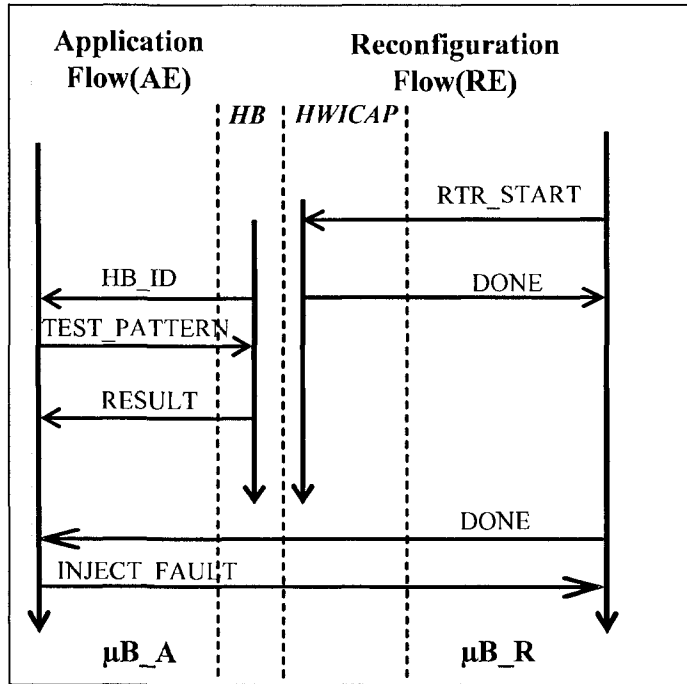 Application
Flow(AE)
Reconfiguration
Flow(RE)
HB
HWICAP
RTR_START
HB_ID
DONE
TEST_PATTERN
RESULT
DONE
INJECT_FAULT
µB_A
µB_R